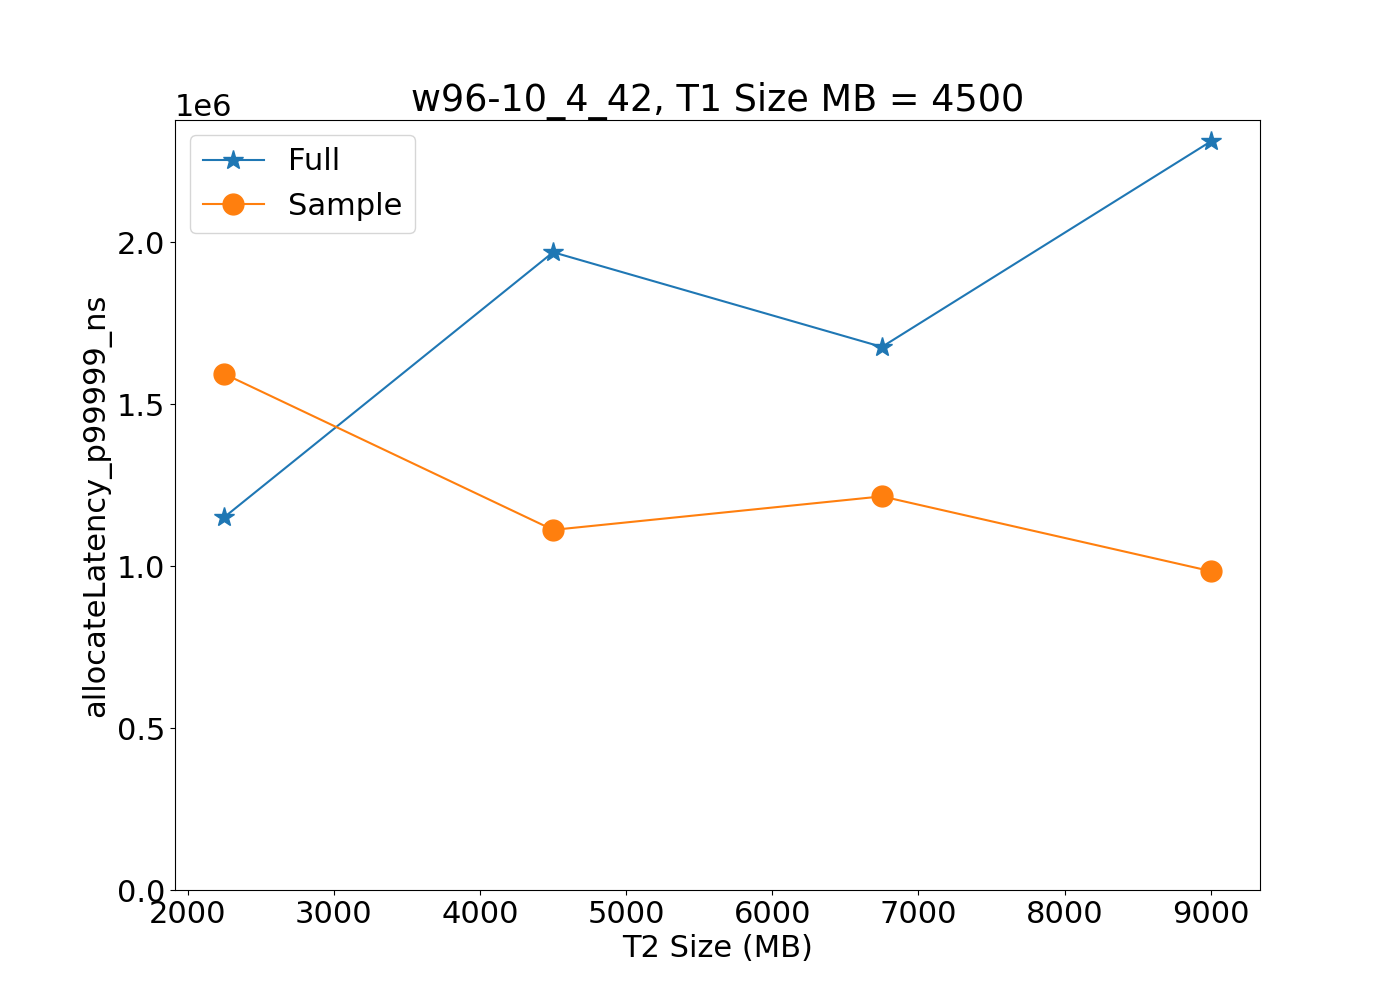 w96-10_4_42, T1 Size MB = 4500
1e6
Full
Sample
2.0
1.5
1.0
0.5
0.0
allocateLatency_p99999_ns
2000 3000 4000 5000 6000 7000 8000 9000
T2 Size (MB)